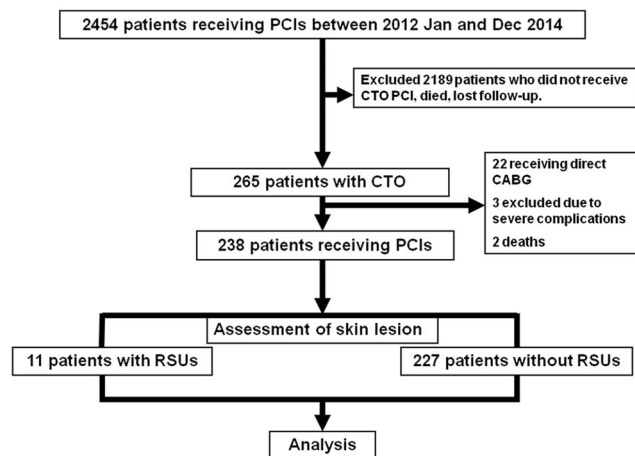 2454 patients receiving PCIs between 2012 Jan and Dec 2014
Excluded 2189 patients who did not receive
CTO PCI, died, lost follow-up.
22 receiving direct
CABG
3 excluded due to
severe complications
2 deaths
265 patients with CTO
238 patients receiving PCIs
Assessment of skin lesion
11 patients with RSUs
227 patients without RSUs
Analysis